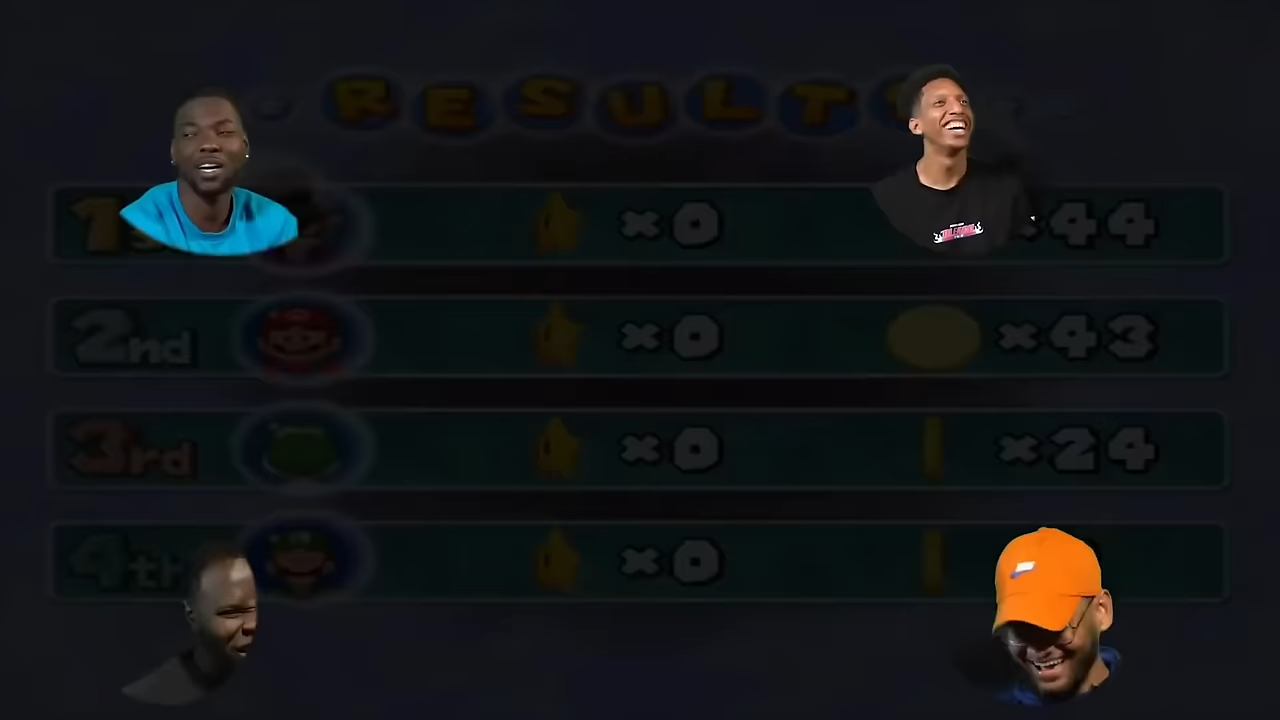 RESULTS
1st ×0 ×44
2nd ×0 ×43
3rd ×0 ×24
4th ×0